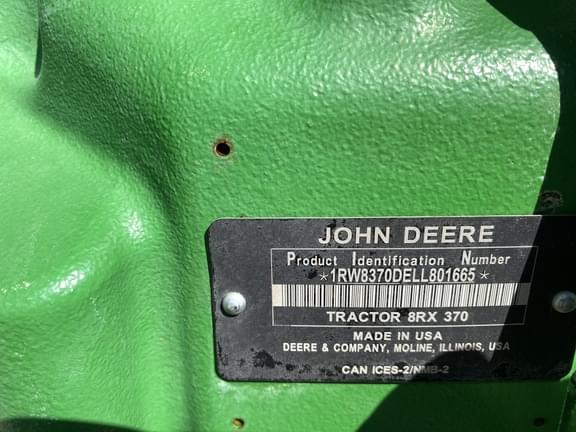 JOHN DEERE
Product Identification Number
*1RW8370DELL801665*
TRACTOR 8RX 370
MADE IN USA
DEERE & COMPANY, MOLINE, ILLINOIS, USA
CAN ICES-2/NMB-2